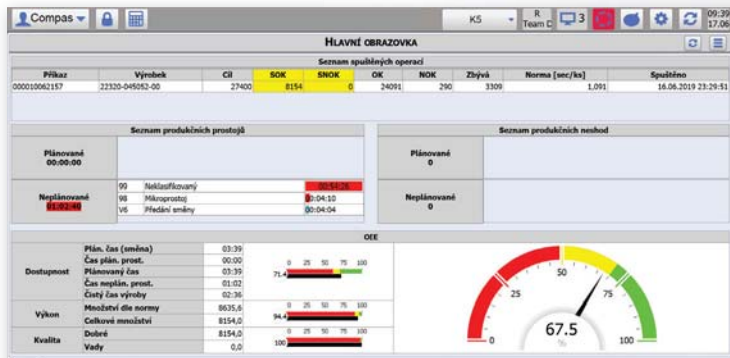 Compas K5 R Team D 3 09:39 17.06
HLAVNÍ OBRAZOVKA
Seznam spuštěných operací
Příkaz Výrobek Cíl SOK SNOK OK NOK Zbývá Norma [sec/ks] Spuštěno
000010062157 22320-045052-00 27400 8154 0 24091 290 3309 1,091 16.06.2019 23:29:51
Seznam produkčních prostojů Seznam produkčních neshod
Plánované 00:00:00 Plánované 0
Neplánované 01:02:40 Neplánované 0
99 Neklasifikovaný 00:54:26
98 Mikroprostoj 00:04:10
V6 Předání směny 00:04:04
OEE
Dostupnost
Plán. čas (směna) 03:39
Čas plán. prost. 00:00
Plánovaný čas 03:39
Čas neplán. prost. 01:02
Čistý čas výroby 02:36
0 25 50 75 100
71.4
Výkon
Množství dle normy 8635,6
Celkové množství 8154,0
0 25 50 75 100
94.4
Kvalita
Dobré 8154,0
Vady 0,0
0 25 50 75 100
100
0 25 50 75 100
67.5
%